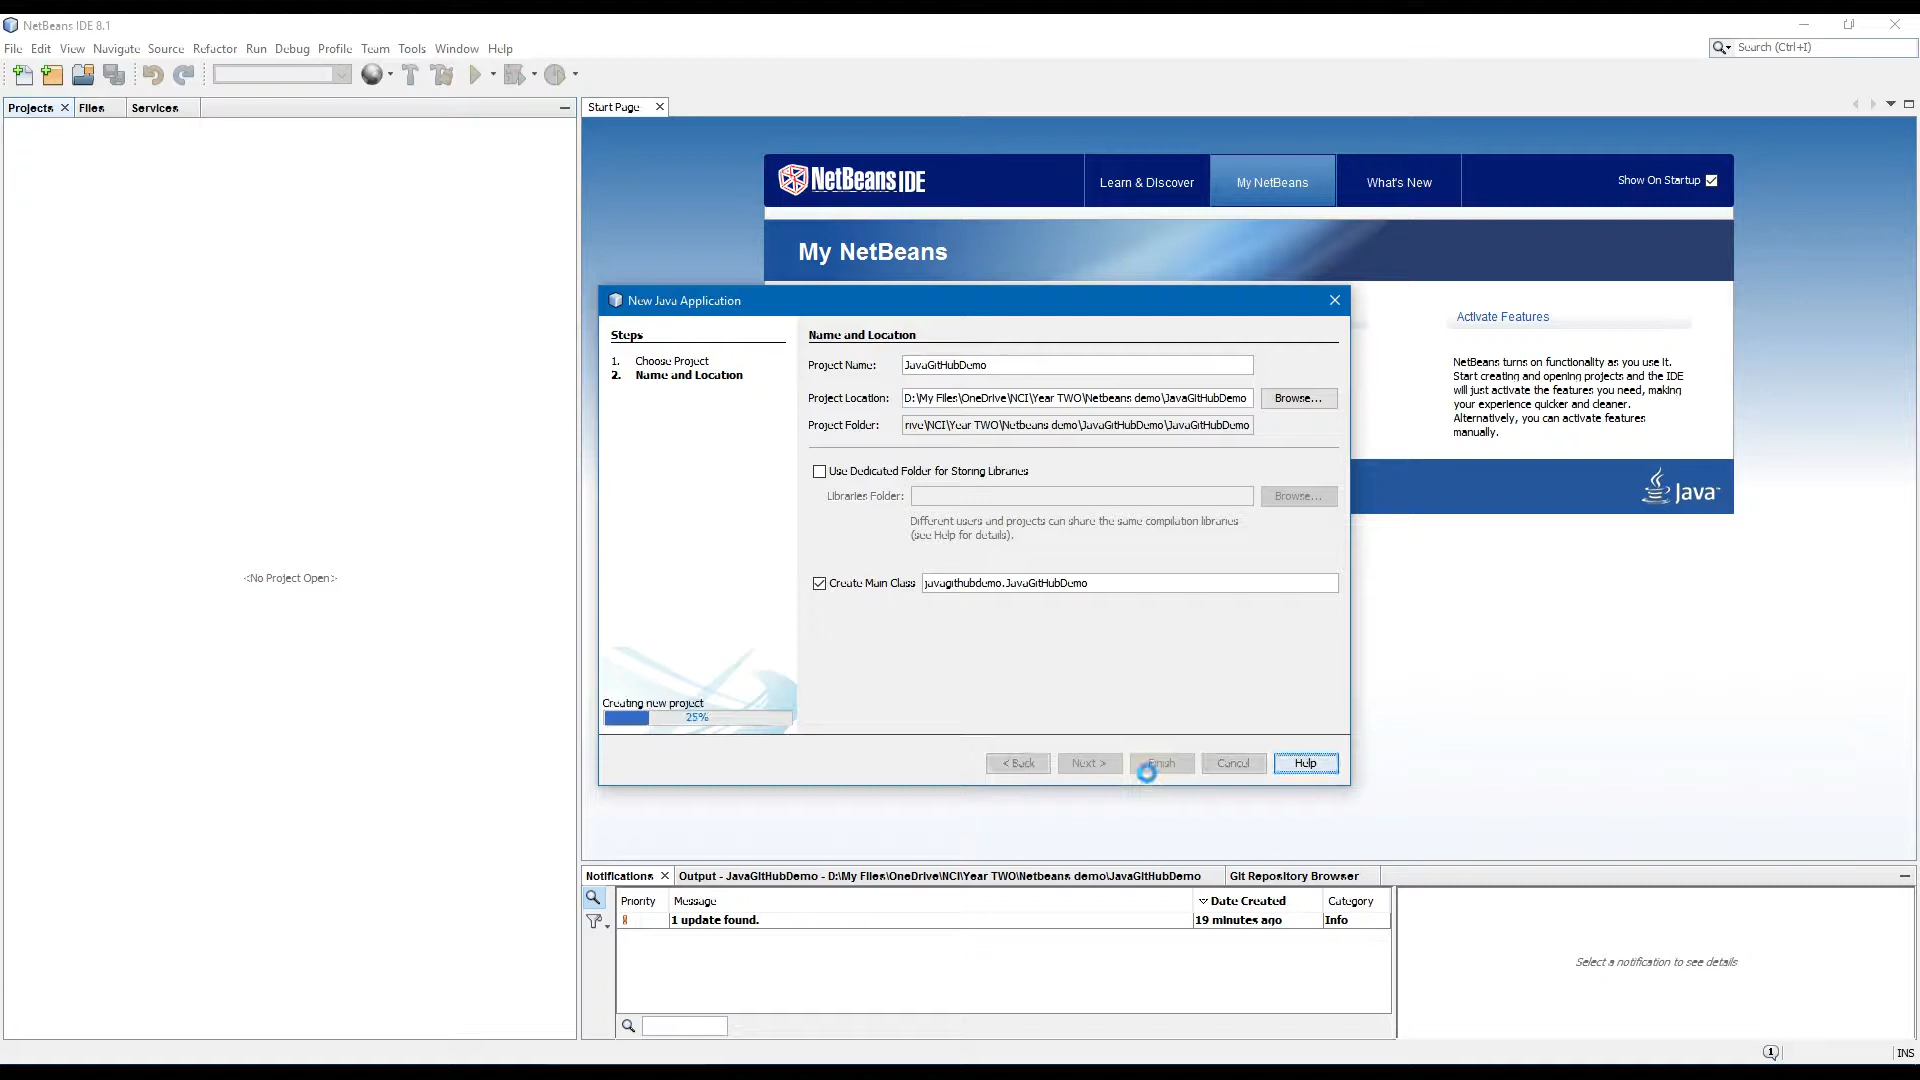 NetBeans IDE 8.1
File Edit View Navigate Source Refactor Run Debug Profile Team Tools Window Help
Search (Ctrl+I)
Projects Files Services
Start Page
NetBeans IDE
Learn & Discover My NetBeans What's New
Show On Startup
My NetBeans
New Java Application
Steps
1. Choose Project
2. Name and Location
Name and Location
Project Name: JavaGitHubDemo
Project Location: D:\My Files\OneDrive\NCI\Year TWO\Netbeans demo\JavaGitHubDemo Browse...
Project Folder: rive\NCI\Year TWO\Netbeans demo\JavaGitHubDemo\JavaGitHubDemo
Use Dedicated Folder for Storing Libraries
Libraries Folder: Browse...
Different users and projects can share the same compilation libraries
(see Help for details).
Create Main Class javagithubdemo.JavaGitHubDemo
Creating new project
25%
< Back Next > Finish Cancel Help
Activate Features
NetBeans turns on functionality as you use it.
Start creating and opening projects and the IDE
will just activate the features you need, making
your experience quicker and cleaner.
Alternatively, you can activate features
manually.
Java
<No Project Open>
Notifications Output - JavaGitHubDemo - D:\My Files\OneDrive\NCI\Year TWO\Netbeans demo\JavaGitHubDemo Git Repository Browser
Priority Message Date Created Category
1 update found. 19 minutes ago Info
Select a notification to see details
1
INS